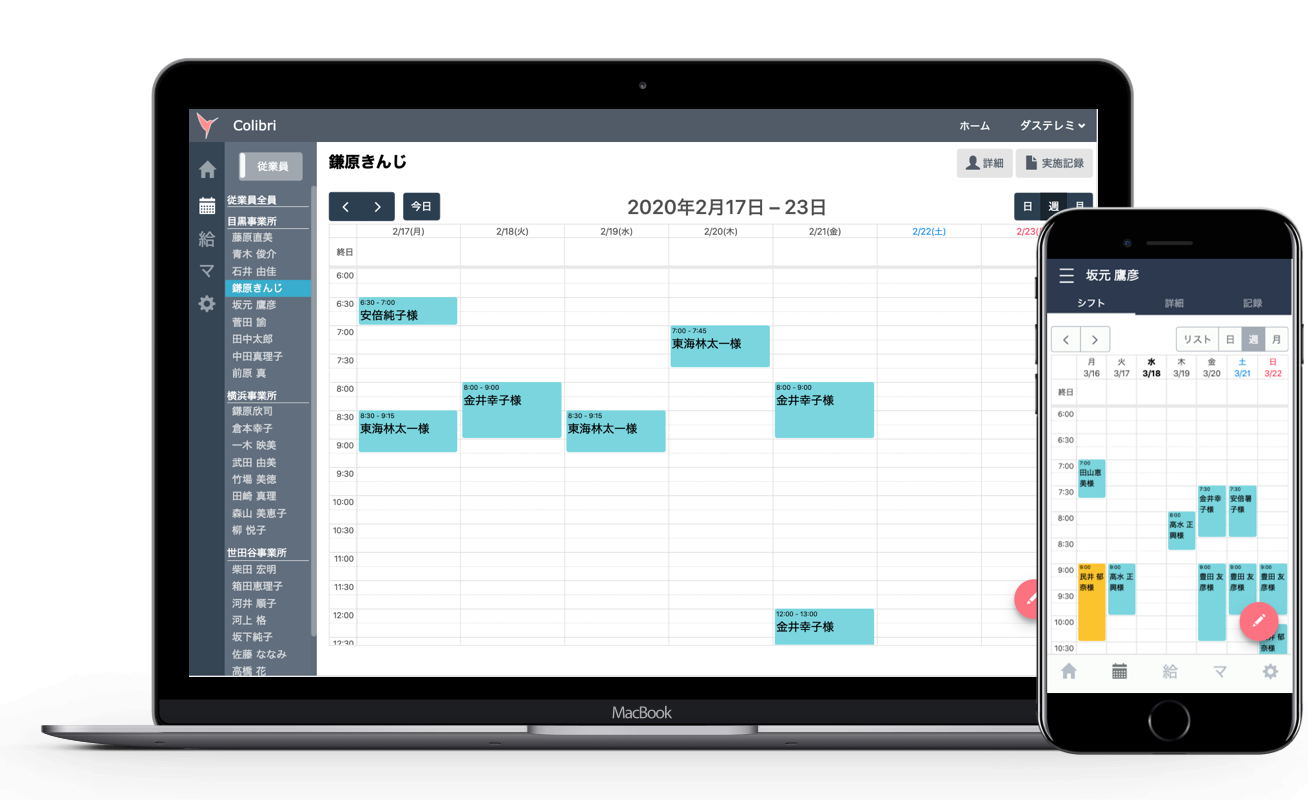 Colibri
ホーム
ダステレミ
従業員
従業員全員
目黒事業所
藤原直美
青木 俊介
石井 由佳
鎌原きんじ
坂元 鷹彦
菅田 諭
田中太郎
中田真理子
前原 真
横浜事業所
鎌原欣司
倉本幸子
一木 映美
武田 由美
竹場 美徳
田崎 真理
森山 美恵子
柳 悦子
世田谷事業所
柴田 宏明
箱田恵理子
河井 順子
河上 格
坂下純子
佐藤 ななみ
高橋 花
給
マ
鎌原きんじ
詳細
実施記録
今日
2020年2月17日 – 23日
日 週 月
2/17(月) 2/18(火) 2/19(水) 2/20(木) 2/21(金) 2/22(土) 2/23(
終日
6:00
6:30
7:00
7:30
8:00
8:30
9:00
9:30
10:00
10:30
11:00
11:30
12:00
12:30
6:30 - 7:00
安倍純子様
8:30 - 9:15
東海林太一様
8:00 - 9:00
金井幸子様
8:30 - 9:15
東海林太一様
7:00 - 7:45
東海林太一様
8:00 - 9:00
金井幸子様
12:00 - 13:00
金井幸子様
MacBook
坂元 鷹彦
シフト 詳細 記録
リスト 日 週 月
月 火 水 木 金 土 日
3/16 3/17 3/18 3/19 3/20 3/21 3/22
終日
6:00
6:30
7:00
7:30
8:00
8:30
9:00
9:30
10:00
10:30
7:00
田山恵
美様
9:00
民井 郁
奈様
9:00
高水 正
興様
8:00
高水 正
興様
7:30
金井幸
子様
9:00
豊田 友
彦様
7:30
安倍暑
子様
9:00
豊田 友
彦様
9:00
豊田 友
彦様
井 郁
奈様
給
マ